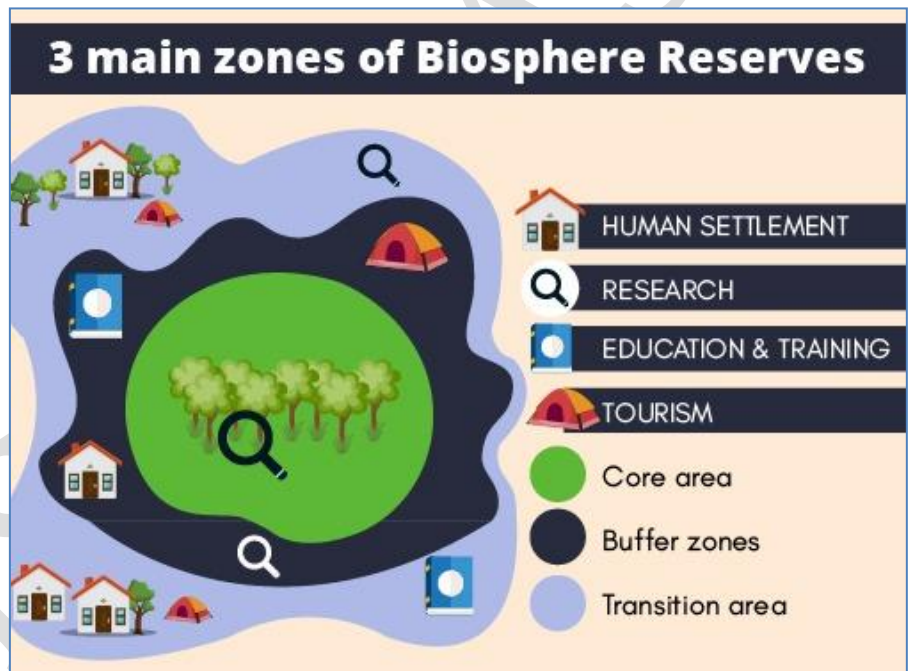 3 main zones of Biosphere Reserves
HUMAN SETTLEMENT
RESEARCH
EDUCATION & TRAINING
TOURISM
Core area
Buffer zones
Transition area